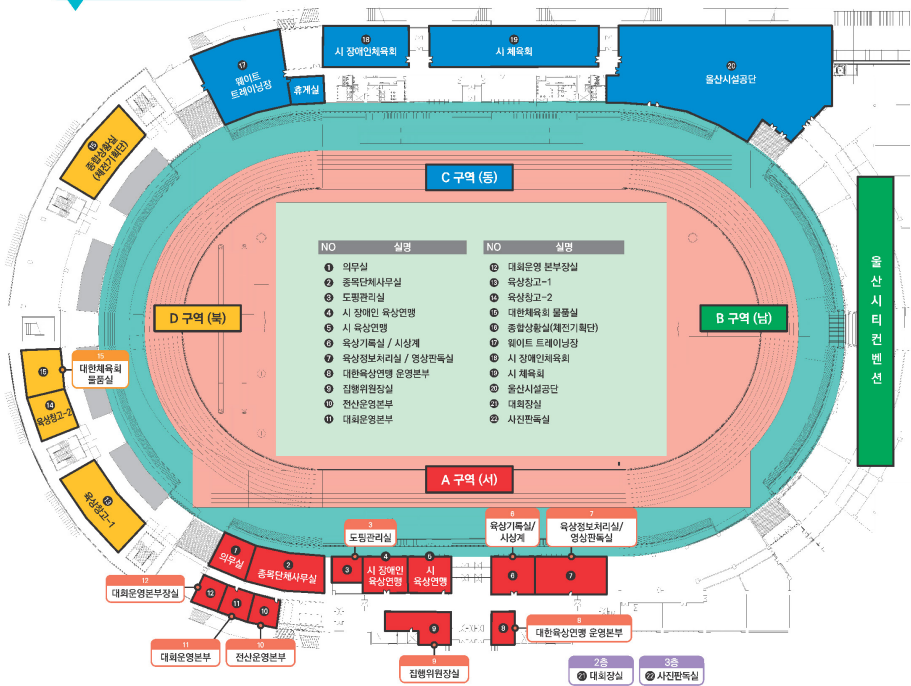 18
시 장애인체육회
19
시 체육회
20
울산시설공단
17
웨이트
트레이닝장
휴게실
16
종합상황실
(체전기획단)
C 구역 (동)
D 구역 (북)
B 구역 (남)
A 구역 (서)
울산시티컨벤션
NO 실명
1 의무실
2 종목단체사무실
3 도핑관리실
4 시 장애인 육상연맹
5 시 육상연맹
6 육상기록실 / 시상계
7 육상정보처리실 / 영상판독실
8 대한육상연맹 운영본부
9 집행위원장실
10 전산운영본부
11 대회운영본부
NO 실명
12 대회운영 본부장실
13 육상창고-1
14 육상창고-2
15 대한체육회 물품실
16 종합상황실(체전기획단)
17 웨이트 트레이닝장
18 시 장애인체육회
19 시 체육회
20 울산시설공단
21 대회장실
22 사진판독실
15
15
대한체육회
물품실
14
육상창고-2
13
육상창고-1
1
의무실
2
종목단체사무실
3
도핑관리실
3
4
시 장애인
육상연맹
5
시
육상연맹
6
육상기록실/
시상계
7
육상정보처리실/
영상판독실
6
7
12
대회운영본부장실
12
11
10
11
대회운영본부
10
전산운영본부
9
9
집행위원장실
8
8
대한육상연맹 운영본부
2층
21 대회장실
3층
22 사진판독실